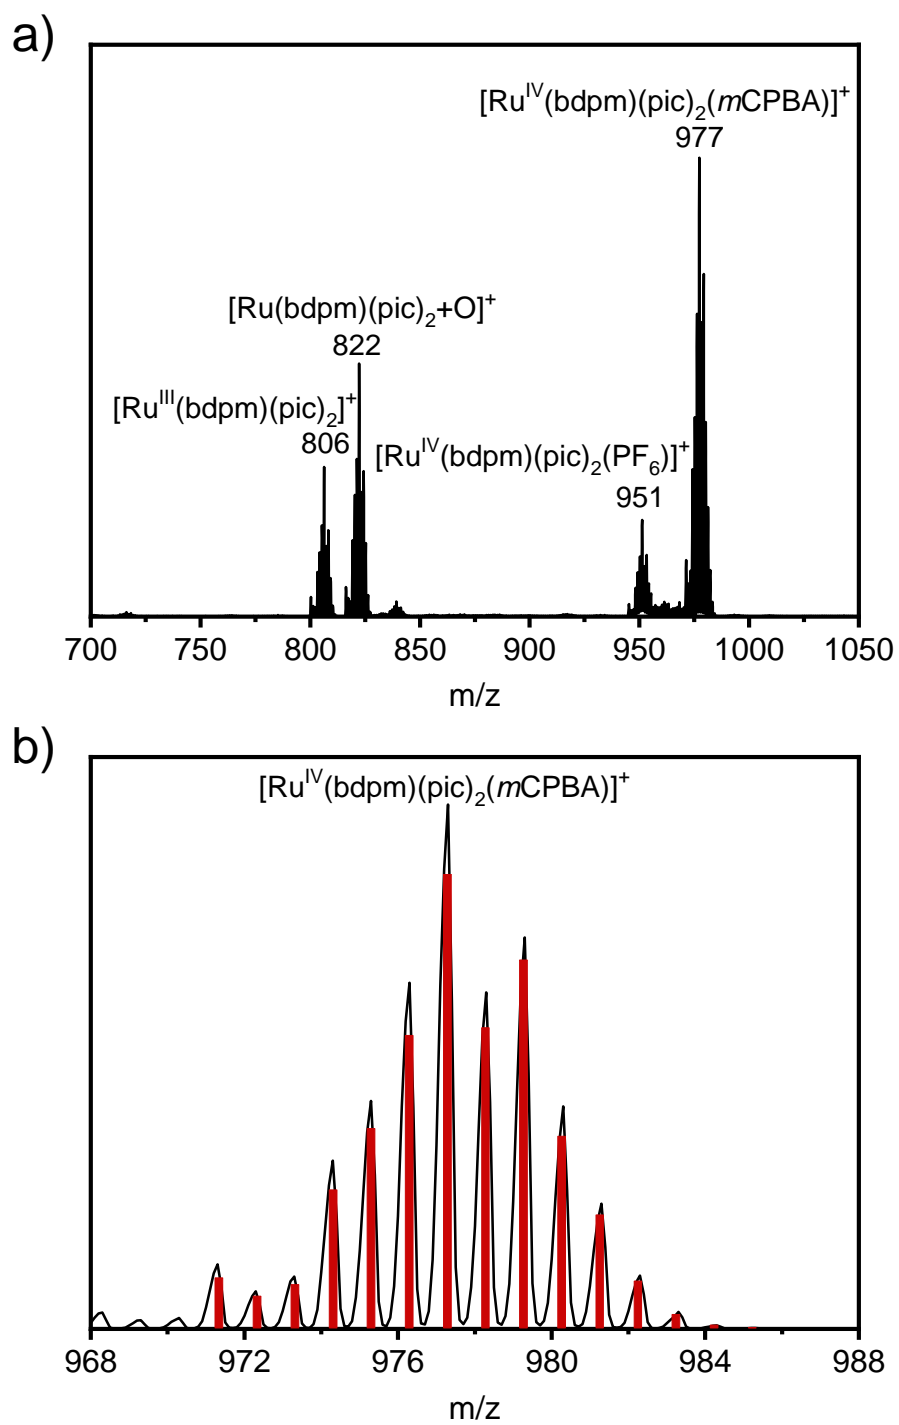 a)
[Ru^IV(bdpm)(pic)_2(mCPBA)]^+
977
[Ru(bdpm)(pic)_2+O]^+
822
[Ru^III(bdpm)(pic)_2]^+
806
[Ru^IV(bdpm)(pic)_2(PF_6)]^+
951
700 750 800 850 900 950 1000 1050
m/z
b)
[Ru^IV(bdpm)(pic)_2(mCPBA)]^+
968 972 976 980 984 988
m/z